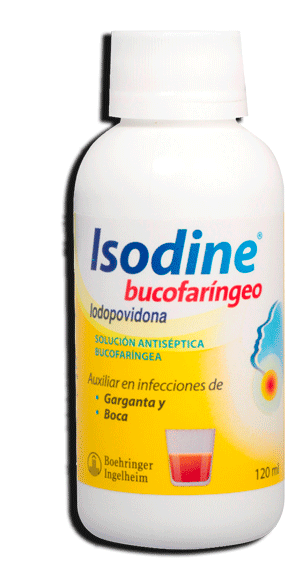 Isodine®
bucofaríngeo
Iodopovidona
SOLUCIÓN ANTISÉPTICA
BUCOFARÍNGEA
Auxiliar en infecciones de
• Garganta y
• Boca
Boehringer
Ingelheim
120 ml